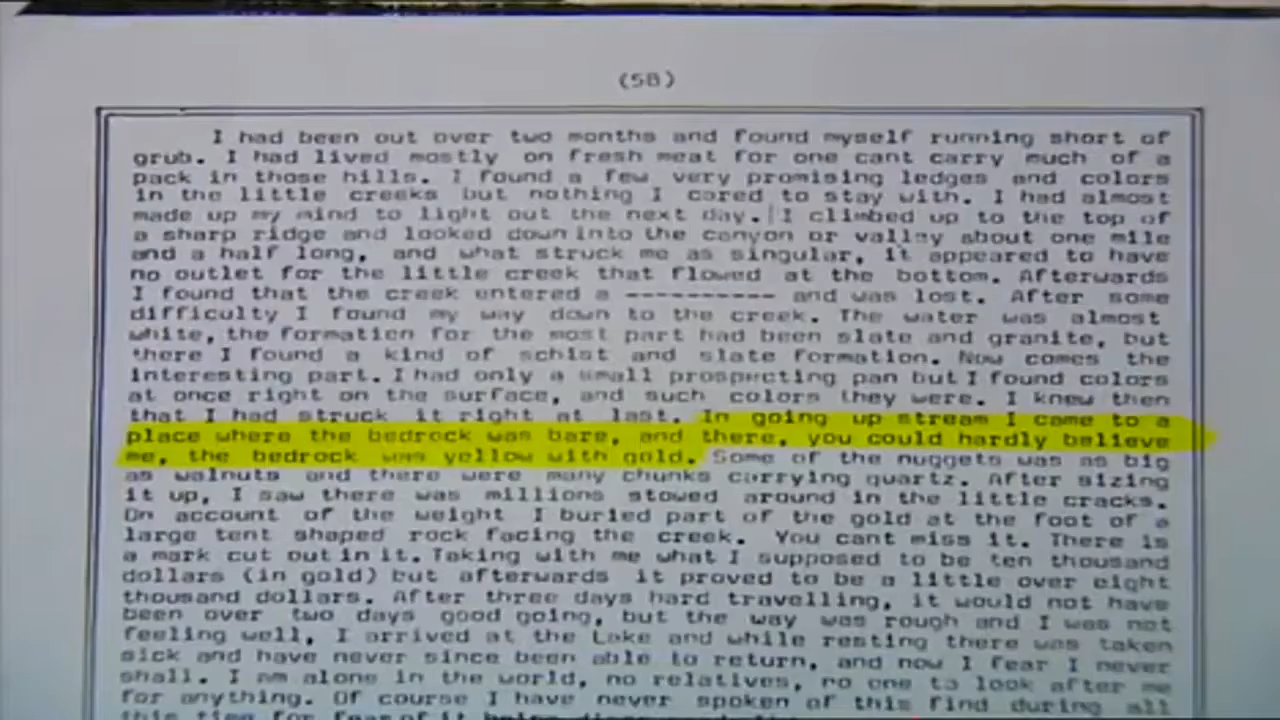 (58)
I had been out over two months and found myself running short of
grub. I had lived mostly on fresh meat for one cant carry much of a
pack in those hills. I found a few very promising ledges and colors
in the little creeks but nothing I cared to stay with. I had almost
made up my mind to light out the next day. I climbed up to the top of
a sharp ridge and looked down into the canyon or valley about one mile
and a half long, and what struck me as singular, it appeared to have
no outlet for the little creek that flowed at the bottom. Afterwards
I found that the creek entered a ---------- and was lost. After some
difficulty I found my way down to the creek. The water was almost
white, the formation for the most part had been slate and granite, but
there I found a kind of schist and slate formation. Now comes the
interesting part. I had only a small prospecting pan but I found colors
at once right on the surface, and such colors they were. I knew then
that I had struck it right at last. In going up stream I came to a
place where the bedrock was bare, and there, you could hardly believe
me, the bedrock was yellow with gold. Some of the nuggets was as big
as walnuts and there were many chunks carrying quartz. After sizing
it up, I saw there was millions stowed around in the little cracks.
On account of the weight I buried part of the gold at the foot of a
large tent shaped rock facing the creek. You cant miss it. There is
a mark cut out in it. Taking with me what I supposed to be ten thousand
dollars (in gold) but afterwards it proved to be a little over eight
thousand dollars. After three days hard travelling, it would not have
been over two days good going, but the way was rough and I was not
feeling well, I arrived at the Lake and while resting there was taken
sick and have never since been able to return, and now I fear I never
shall. I am alone in the world, no relatives, no one to look after me
for anything. Of course I have never spoken of this find during all
this time for fear of it being